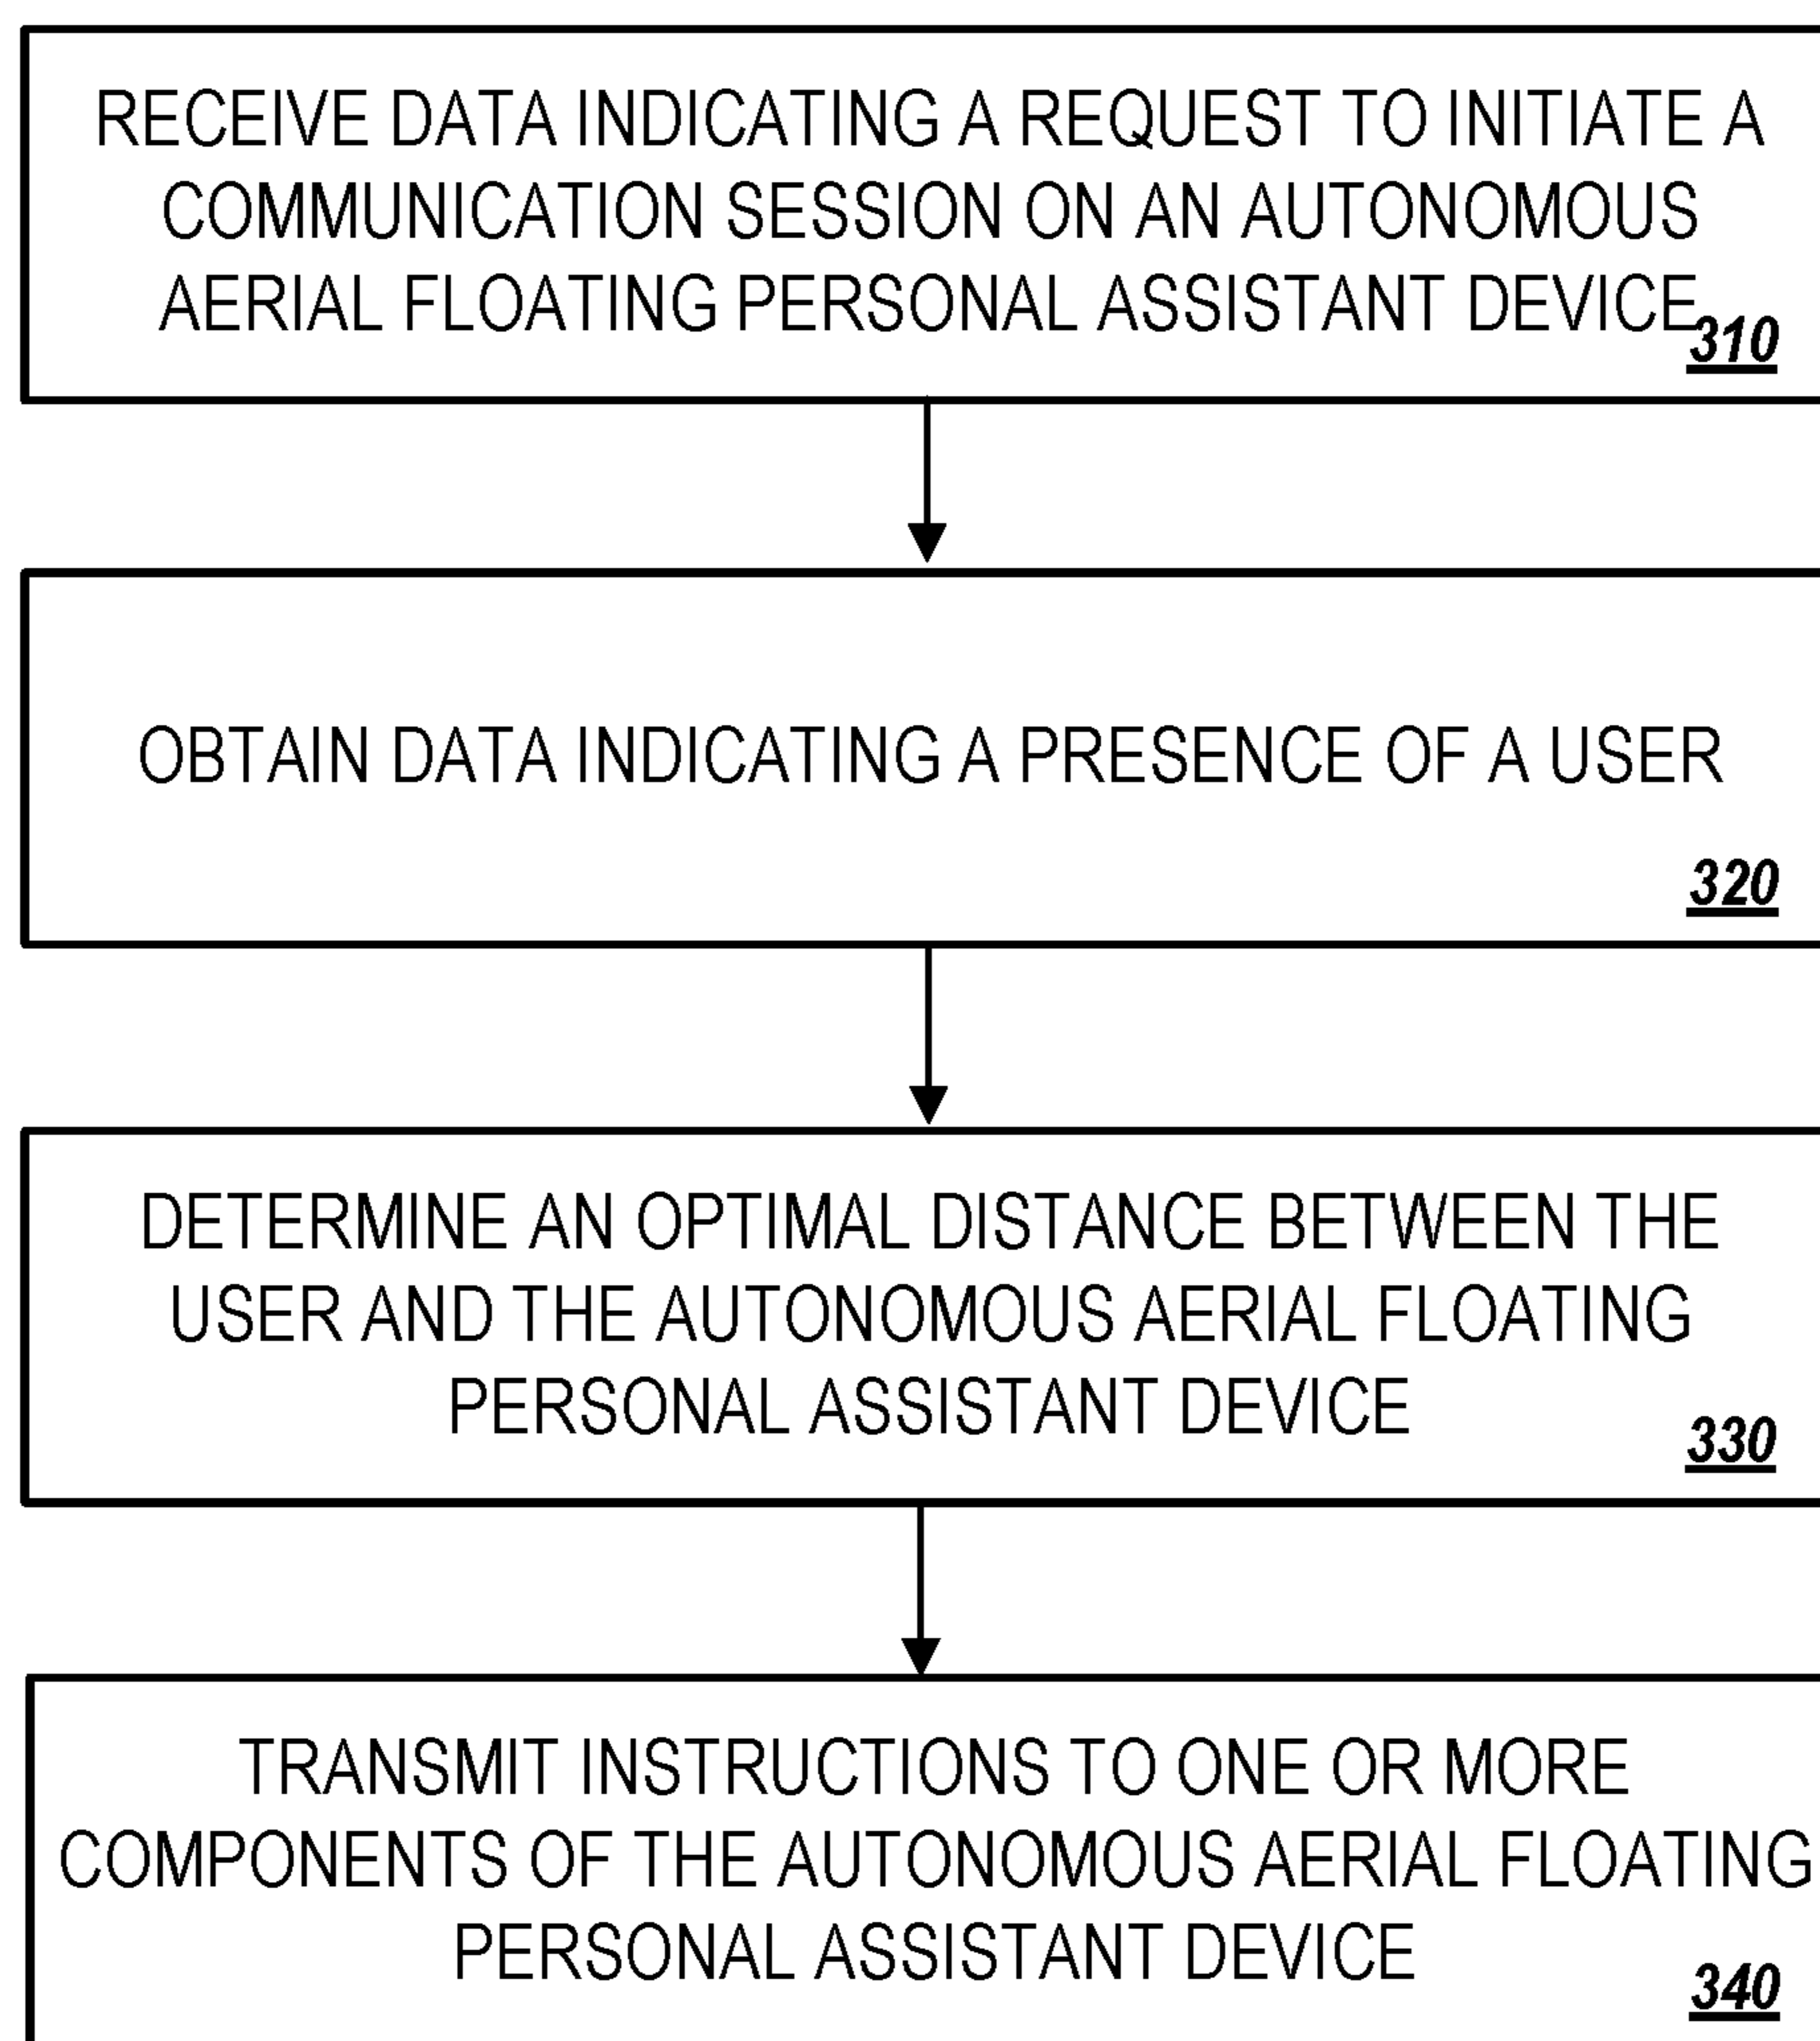 RECEIVE DATA INDICATING A REQUEST TO INITIATE A
COMMUNICATION SESSION ON AN AUTONOMOUS
AERIAL FLOATING PERSONAL ASSISTANT DEVICE
310
OBTAIN DATA INDICATING A PRESENCE OF A USER
320
DETERMINE AN OPTIMAL DISTANCE BETWEEN THE
USER AND THE AUTONOMOUS AERIAL FLOATING
PERSONAL ASSISTANT DEVICE
330
TRANSMIT INSTRUCTIONS TO ONE OR MORE
COMPONENTS OF THE AUTONOMOUS AERIAL FLOATING
PERSONAL ASSISTANT DEVICE
340